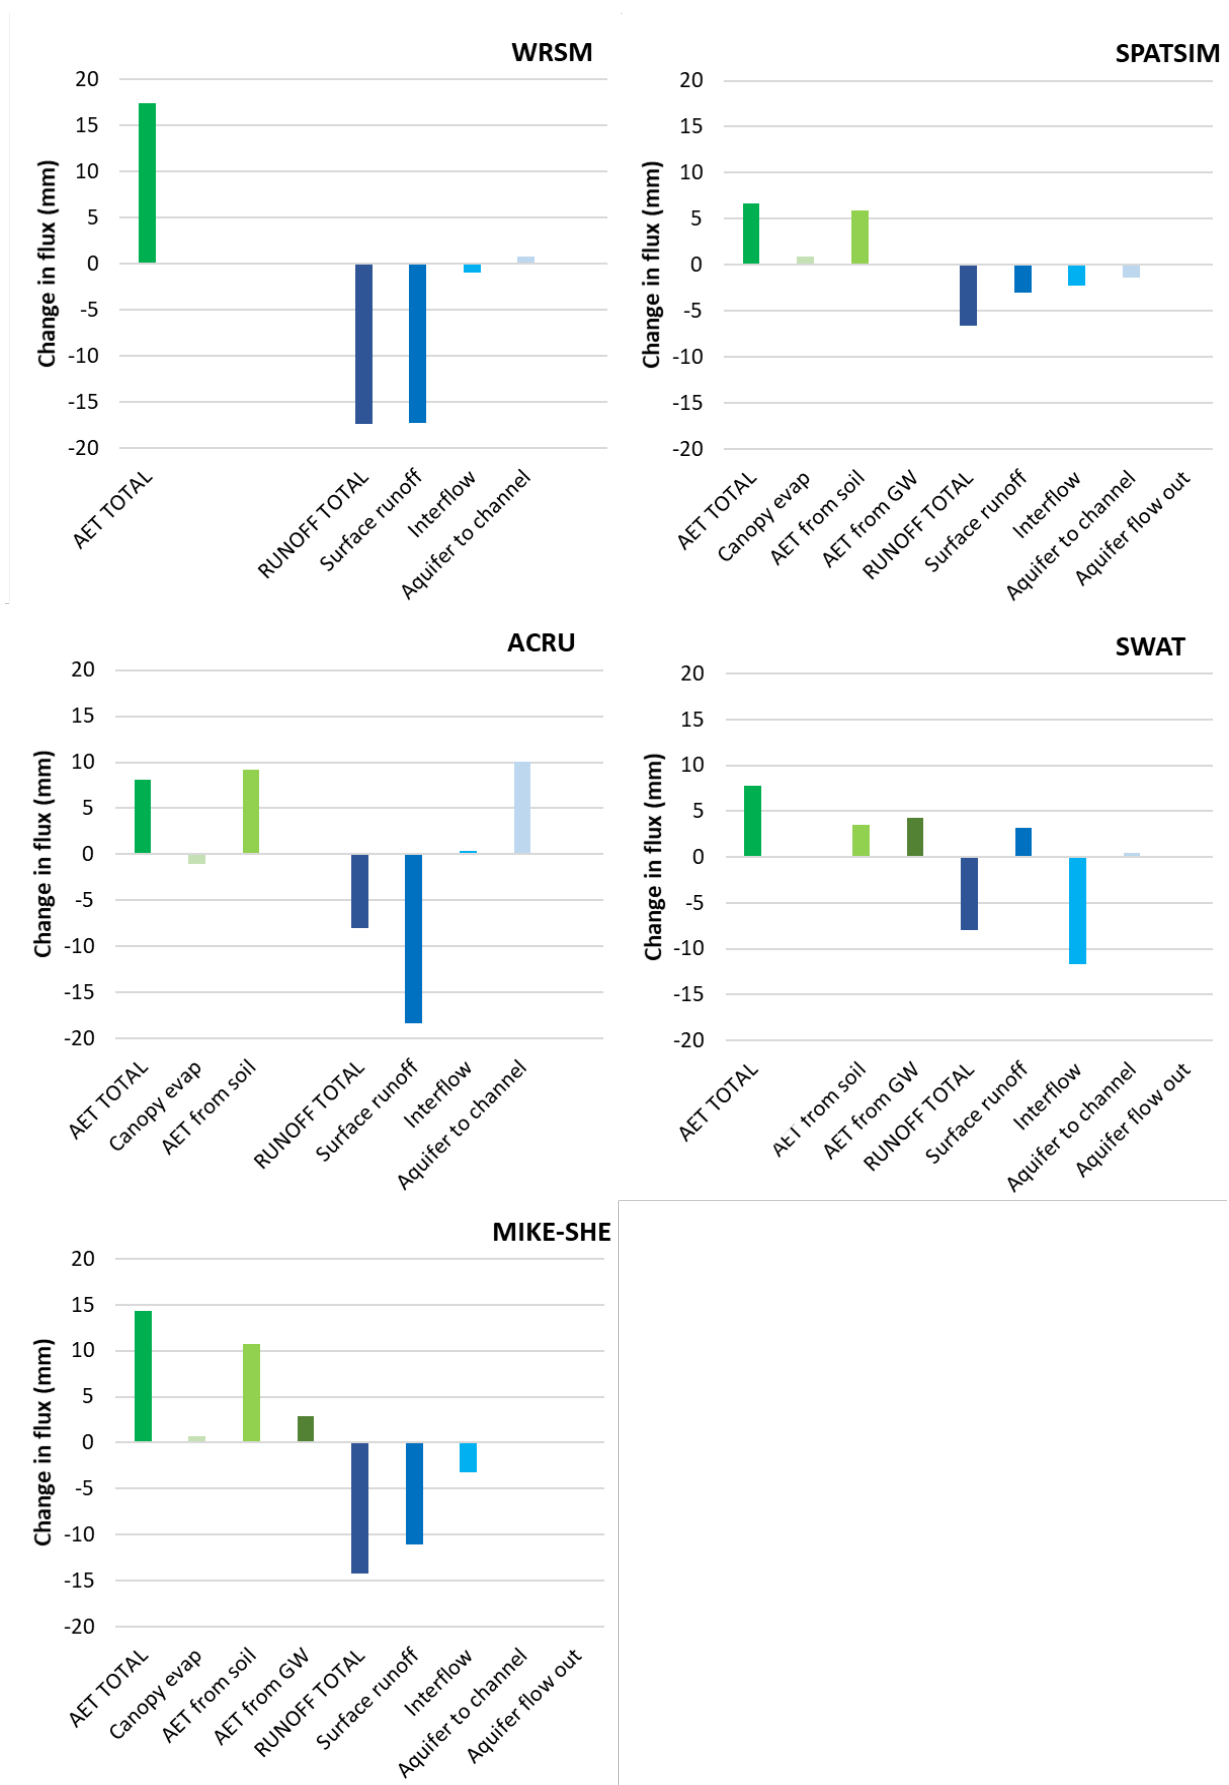 WRSM
20
15
10
5
0
-5
-10
-15
-20
Change in flux (mm)
AET TOTAL
RUNOFF TOTAL
Surface runoff
Interflow
Aquifer to channel
SPATSIM
20
15
10
5
0
-5
-10
-15
-20
Change in flux (mm)
AET TOTAL
Canopy evap
AET from soil
AET from GW
RUNOFF TOTAL
Surface runoff
Interflow
Aquifer to channel
Aquifer flow out
ACRU
20
15
10
5
0
-5
-10
-15
-20
Change in flux (mm)
AET TOTAL
Canopy evap
AET from soil
RUNOFF TOTAL
Surface runoff
Interflow
Aquifer to channel
SWAT
20
15
10
5
0
-5
-10
-15
-20
Change in flux (mm)
AET TOTAL
AET from soil
AET from GW
RUNOFF TOTAL
Surface runoff
Interflow
Aquifer to channel
Aquifer flow out
MIKE-SHE
20
15
10
5
0
-5
-10
-15
-20
Change in flux (mm)
AET TOTAL
Canopy evap
AET from soil
AET from GW
RUNOFF TOTAL
Surface runoff
Interflow
Aquifer to channel
Aquifer flow out